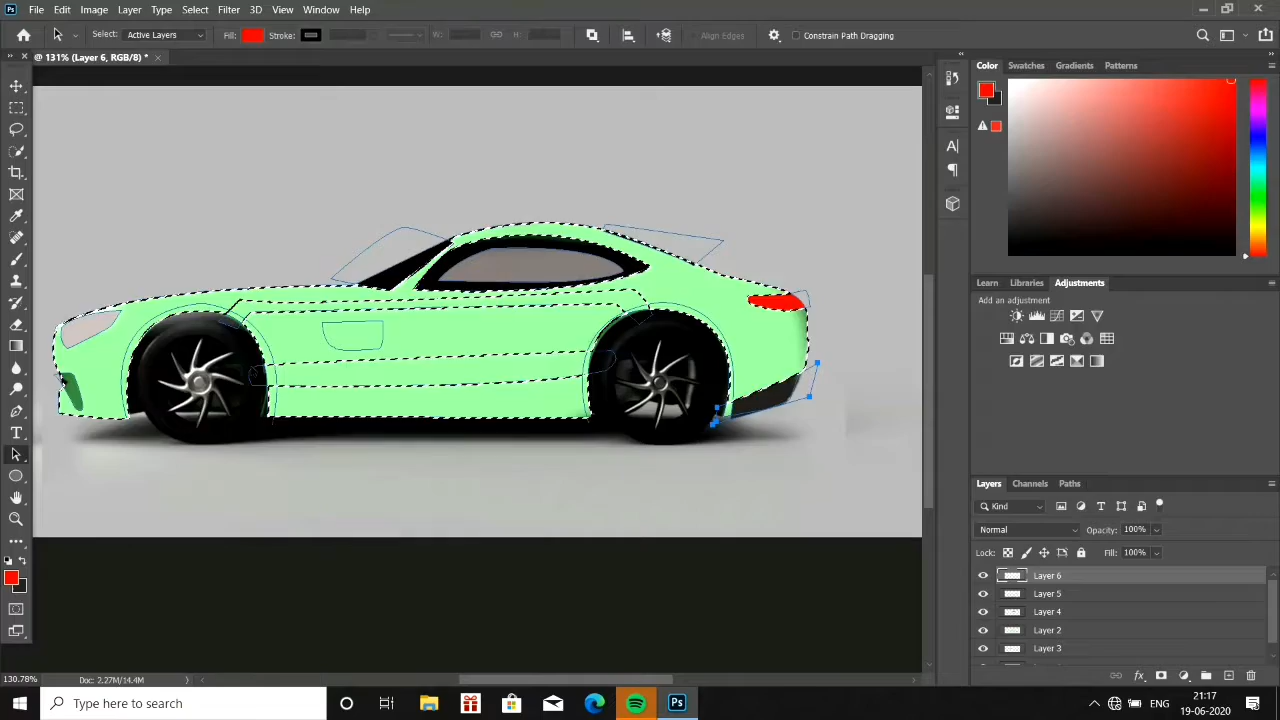 Ps File Edit Image Layer Type Select Filter 3D View Window Help
Select: Active Layers Fill: Stroke: W: H: Align Edges Constrain Path Dragging
@ 131% (Layer 6, RGB/8) *
Color Swatches Gradients Patterns
Learn Libraries Adjustments
Add an adjustment
Layers Channels Paths
Kind
Normal Opacity: 100%
Lock: Fill: 100%
Layer 6
Layer 5
Layer 4
Layer 2
Layer 3
130.78% Doc: 2.27M/14.4M
Type here to search
Ps
ENG
21:17
19-06-2020